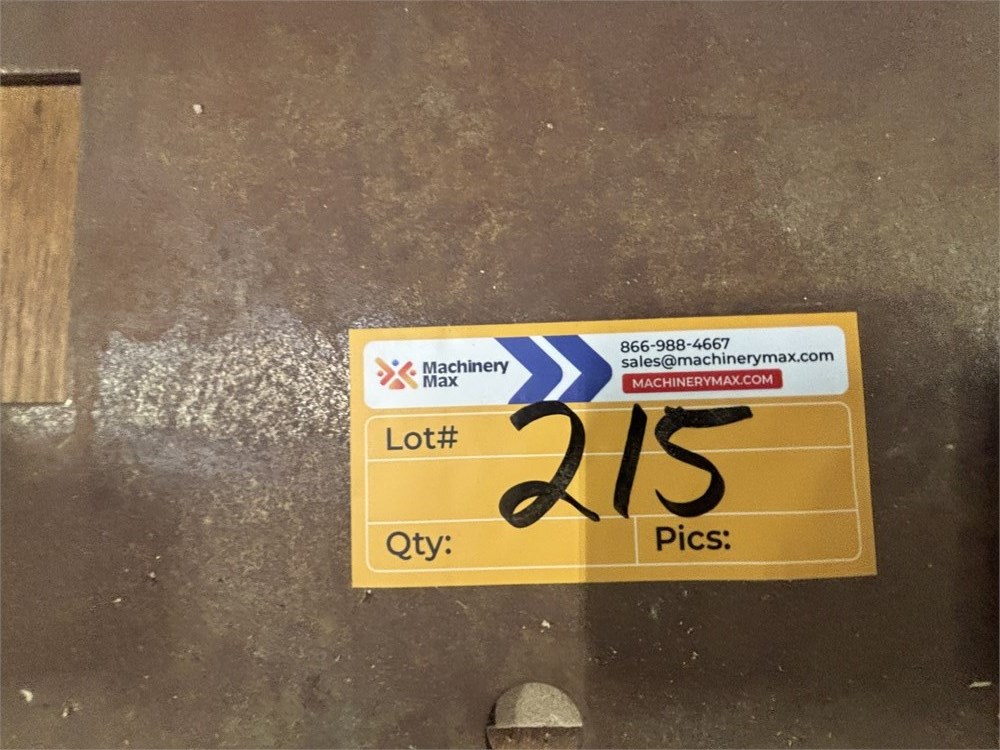 Machinery
Max
866-988-4667
sales@machinerymax.com
MACHINERYMAX.COM
Lot# 215
Qty:
Pics: